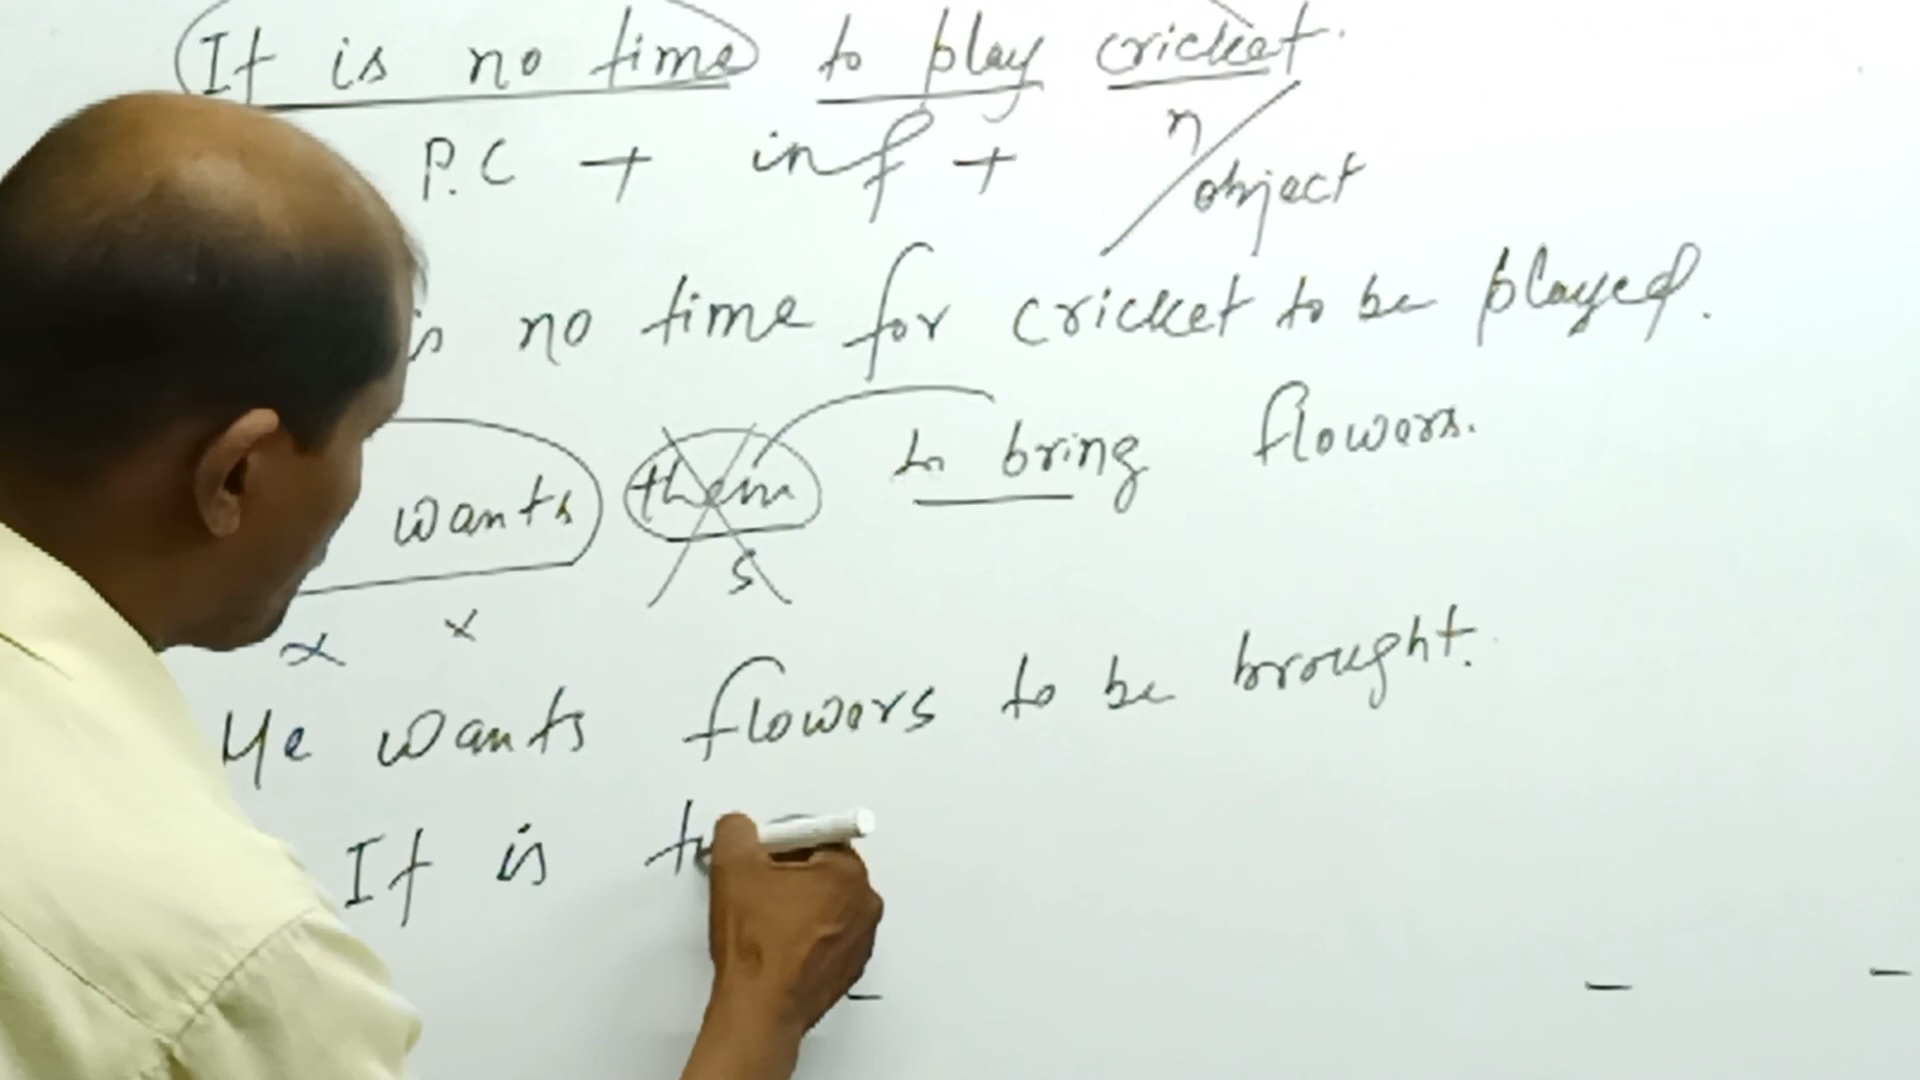 It is no time to play cricket.
P.C + inf + n/object
is no time for cricket to be played.
wants them to bring flowers.
S
x x
He wants flowers to be brought.
It is